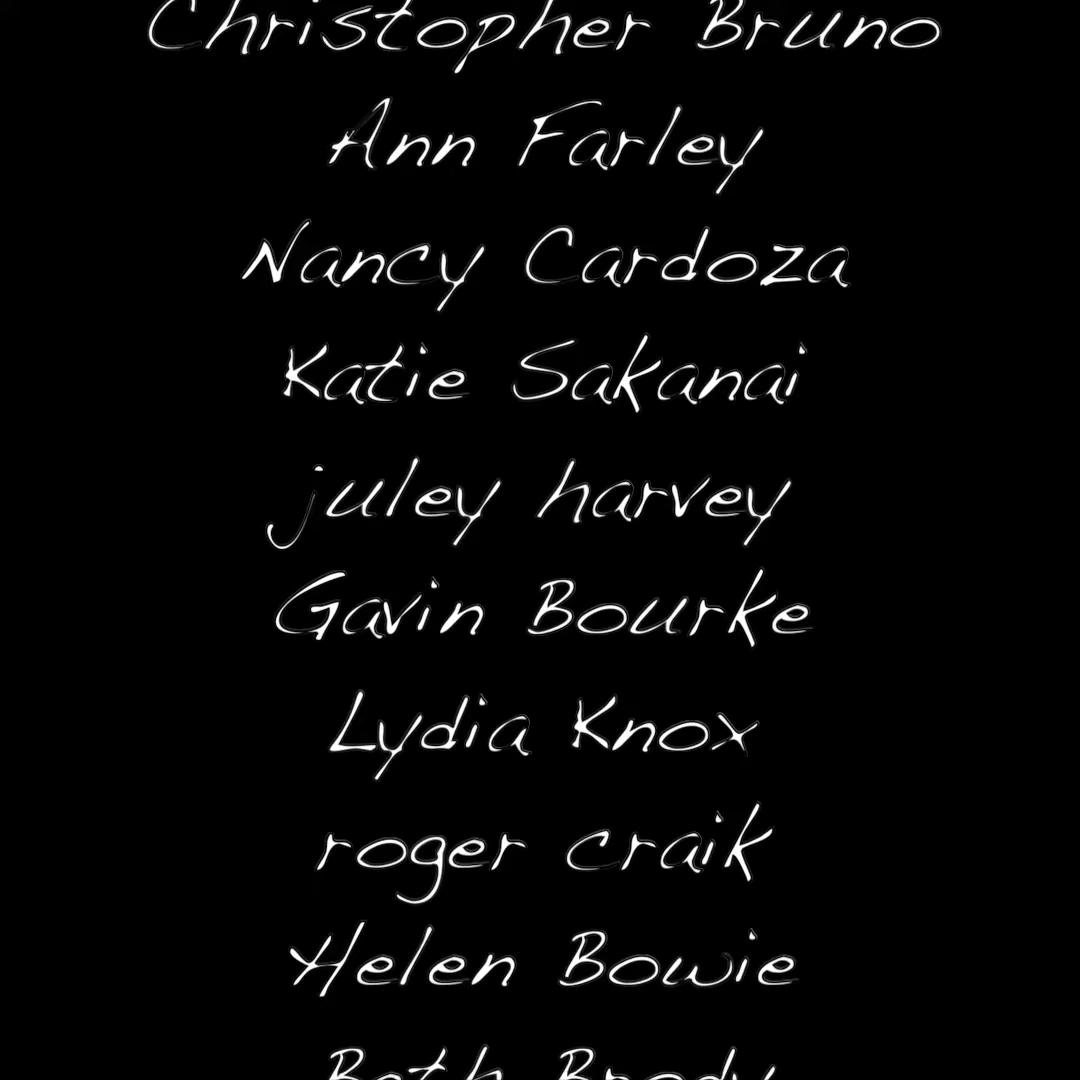 Christopher Bruno
Ann Farley
Nancy Cardoza
Katie Sakanai
juley harvey
Gavin Bourke
Lydia Knox
roger craik
Helen Bowie
Beth Brody